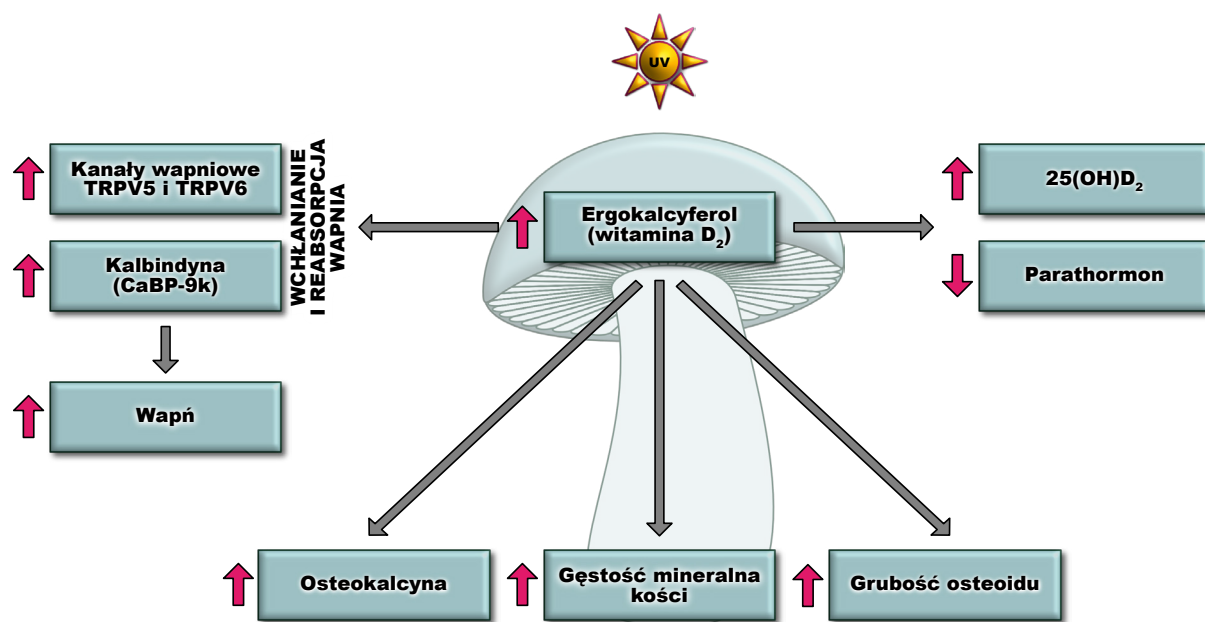 UV
Kanały wapniowe
TRPV5 i TRPV6
Kalbindyna
(CaBP-9k)
Wapń
WCHŁANIANIE
I REABSORPCJA
WAPNIA
Ergokalcyferol
(witamina D₂)
25(OH)D₂
Parathormon
Osteokalcyna
Gęstość mineralna
kości
Grubość osteoidu